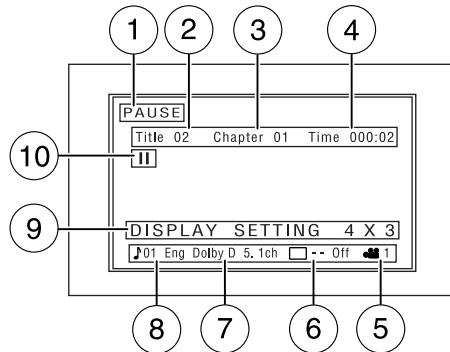 1 2 3 4
PAUSE
Title 02 Chapter 01 Time 000:02
10
9
DISPLAY SETTING 4 X 3
♪01 Eng Dolby D 5.1ch -- Off 1
8 7 6 5